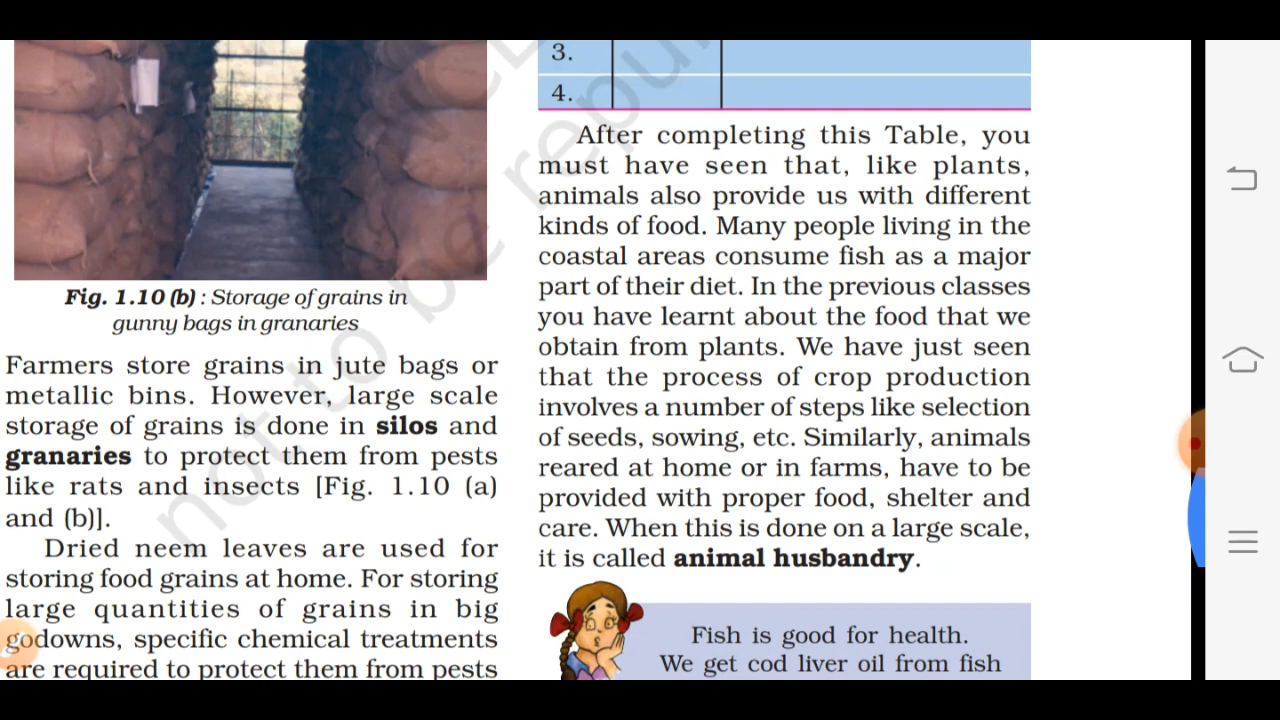 Fig. 1.10 (b) : Storage of grains in
gunny bags in granaries
Farmers store grains in jute bags or
metallic bins. However, large scale
storage of grains is done in silos and
granaries to protect them from pests
like rats and insects [Fig. 1.10 (a)
and (b)].
Dried neem leaves are used for
storing food grains at home. For storing
large quantities of grains in big
godowns, specific chemical treatments
are required to protect them from pests
3.
4.
After completing this Table, you
must have seen that, like plants,
animals also provide us with different
kinds of food. Many people living in the
coastal areas consume fish as a major
part of their diet. In the previous classes
you have learnt about the food that we
obtain from plants. We have just seen
that the process of crop production
involves a number of steps like selection
of seeds, sowing, etc. Similarly, animals
reared at home or in farms, have to be
provided with proper food, shelter and
care. When this is done on a large scale,
it is called animal husbandry.
Fish is good for health.
We get cod liver oil from fish
not to be